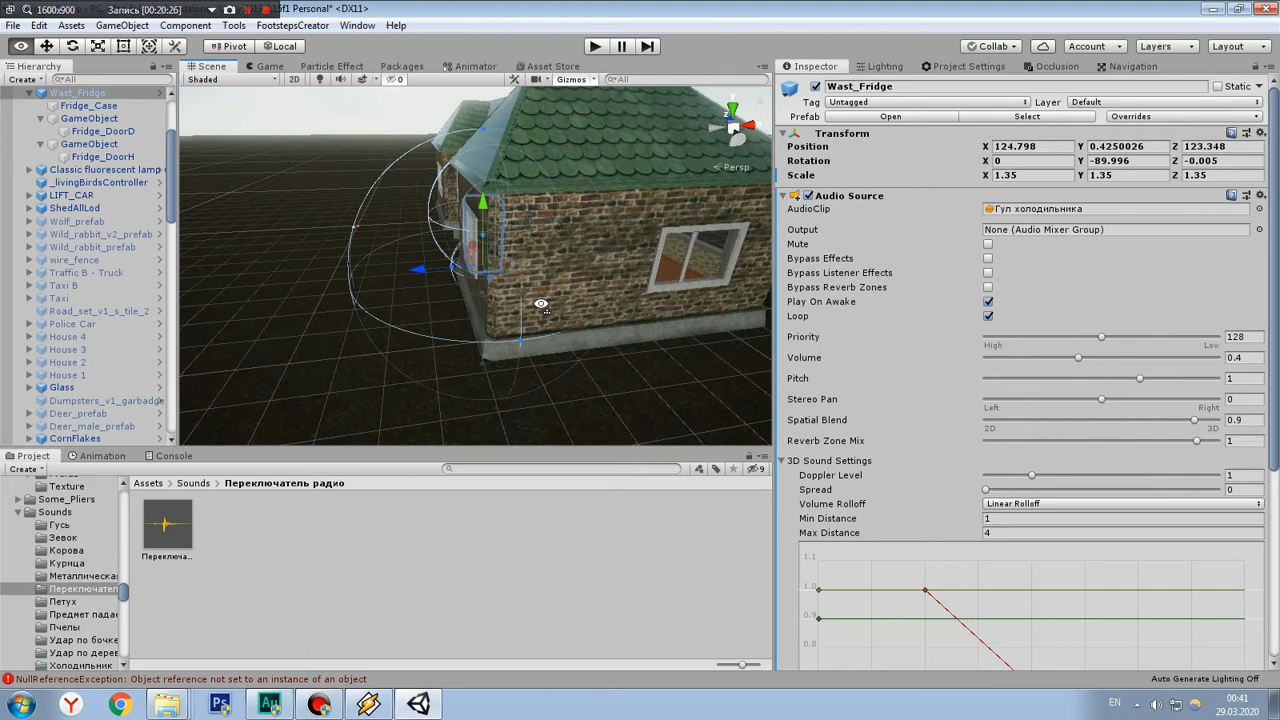 1600x900 Запись [00:20:26] 5f1 Personal* <DX11>
File Edit Assets GameObject Component Tools FootstepsCreator Window Help
Pivot Local Collab Account Layers Layout
Hierarchy Scene Game Particle Effect Packages Animator Asset Store Inspector Lighting Project Settings Occlusion Navigation
Create All Shaded 2D 0 Gizmos All
Wast_Fridge
Fridge_Case
GameObject
Fridge_DoorD
GameObject
Fridge_DoorH
Classic fluorescent lamp
_livingBirdsController
LIFT_CAR
ShedAllLod
Wolf_prefab
Wild_rabbit_v2_prefab
Wild_rabbit_prefab
wire_fence
Traffic B - Truck
Taxi B
Taxi
Road_set_v1_s_tile_2
Police Car
House 4
House 3
House 2
House 1
Glass
Dumpsters_v1_garbadge
Deer_prefab
Deer_male_prefab
CornFlakes
y
x
z
Persp
Wast_Fridge Static
Tag Untagged Layer Default
Prefab Open Select Overrides
Transform
Position X 124.798 Y 0.4250026 Z 123.348
Rotation X 0 Y -89.996 Z -0.005
Scale X 1.35 Y 1.35 Z 1.35
Audio Source
AudioClip Гул холодильника
Output None (Audio Mixer Group)
Mute
Bypass Effects
Bypass Listener Effects
Bypass Reverb Zones
Play On Awake
Loop
Priority 128
High Low
Volume 0.4
Pitch 1
Stereo Pan 0
Left Right
Spatial Blend 0.9
2D 3D
Reverb Zone Mix 1
3D Sound Settings
Doppler Level 1
Spread 0
Volume Rolloff Linear Rolloff
Min Distance 1
Max Distance 4
1.1
1.0
0.9
0.8
Project Animation Console
Create 9
Texture
Some_Pliers
Sounds
Гусь
Зевок
Корова
Курица
Металлическа
Переключател
Петух
Предмет пада
Пчелы
Удар по бочке
Удар по дерев
Холодильник
Assets Sounds Переключатель радио
Переключа...
NullReferenceException: Object reference not set to an instance of an object Auto Generate Lighting Off
Y Ps Au EN 00:41
29.03.2020